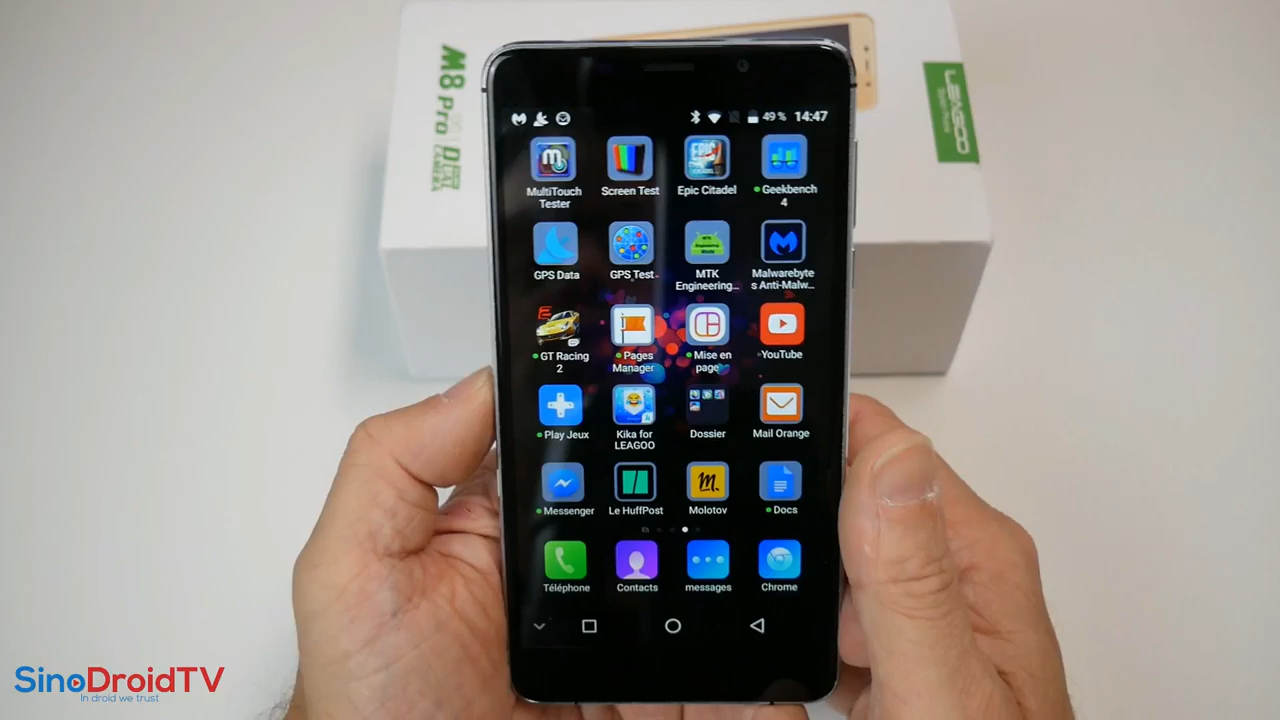 M8 Pro
DUAL
CAMERA
LEAGOO
49 % 14:47
MultiTouch Tester
Screen Test
Epic Citadel
Geekbench 4
GPS Data
GPS Test
MTK Engineering...
Malwarebyte
s Anti-Malw...
GT Racing 2
Pages Manager
Mise en page
YouTube
Play Jeux
Kika for LEAGOO
Dossier
Mail Orange
Messenger
Le HuffPost
Molotov
Docs
Téléphone
Contacts
messages
Chrome
SinoDroidTV
In droid we trust